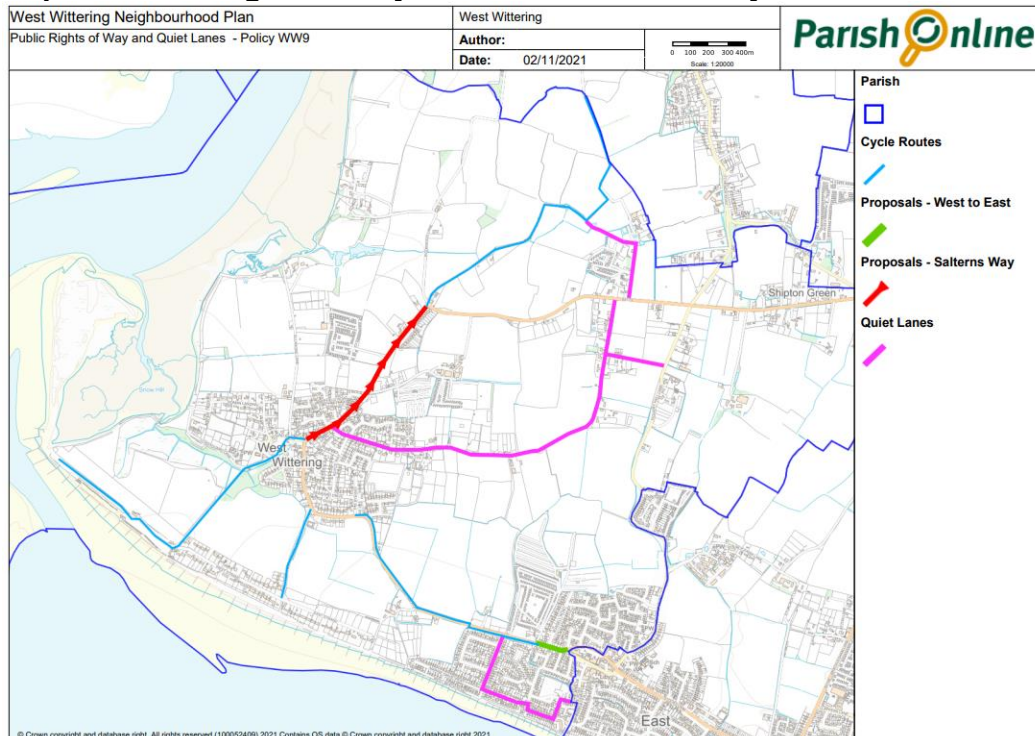 West Wittering Neighbourhood Plan
West Wittering
Parish Online
Public Rights of Way and Quiet Lanes - Policy WW9
Author:
Date: 02/11/2021
0 100 200 300 400m
Scale: 1:20000
Parish
Cycle Routes
Proposals - West to East
Proposals - Salterns Way
Quiet Lanes
Shipton Green
West
Wittering
East
© Crown copyright and database right. All rights reserved (100052409) 2021 Contains OS data © Crown copyright and database right 2021